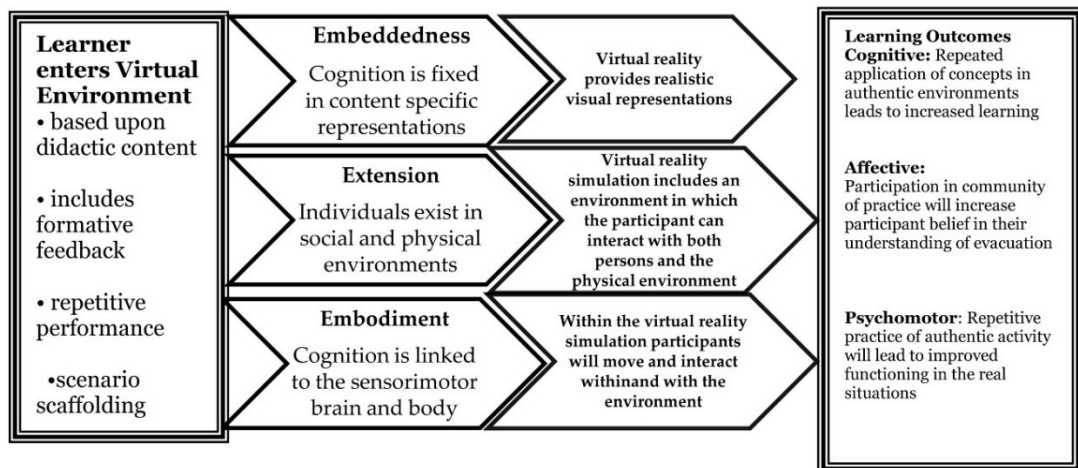 Learner
enters Virtual
Environment
• based upon
didactic content
• includes
formative
feedback
• repetitive
performance
•scenario
scaffolding
Embeddedness
Cognition is fixed
in content specific
representations
Virtual reality
provides realistic
visual representations
Extension
Individuals exist in
social and physical
environments
Virtual reality
simulation includes an
environment in which
the participant can
interact with both
persons and the
physical environment
Embodiment
Cognition is linked
to the sensorimotor
brain and body
Within the virtual reality
simulation participants
will move and interact
withinand with the
environment
Learning Outcomes
Cognitive: Repeated
application of concepts in
authentic environments
leads to increased learning
Affective:
Participation in community
of practice will increase
participant belief in their
understanding of evacuation
Psychomotor: Repetitive
practice of authentic activity
will lead to improved
functioning in the real
situations